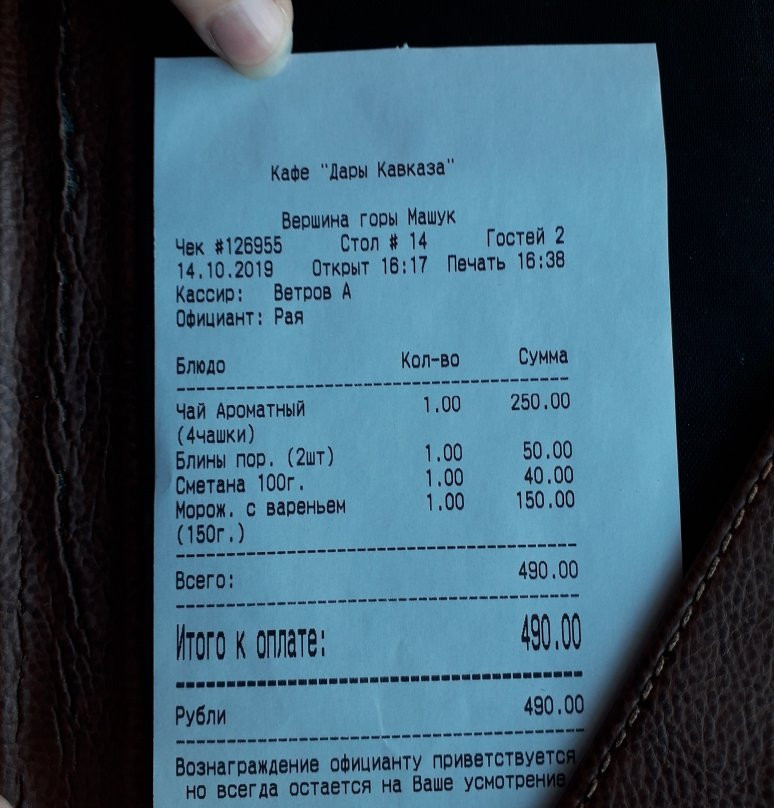 Кафе "Дары Кавказа"
Вершина горы Машук
Чек #126955 Стол # 14 Гостей 2
14.10.2019 Открыт 16:17 Печать 16:38
Кассир: Ветров А
Официант: Рая
Блюдо Кол-во Сумма
Чай Ароматный 1.00 250.00
(4чашки)
Блины пор. (2шт) 1.00 50.00
Сметана 100г. 1.00 40.00
Морож. с вареньем 1.00 150.00
(150г.)
Всего: 490.00
Итого к оплате: 490.00
Рубли 490.00
Вознаграждение официанту приветствуется
но всегда остается на Ваше усмотрение.